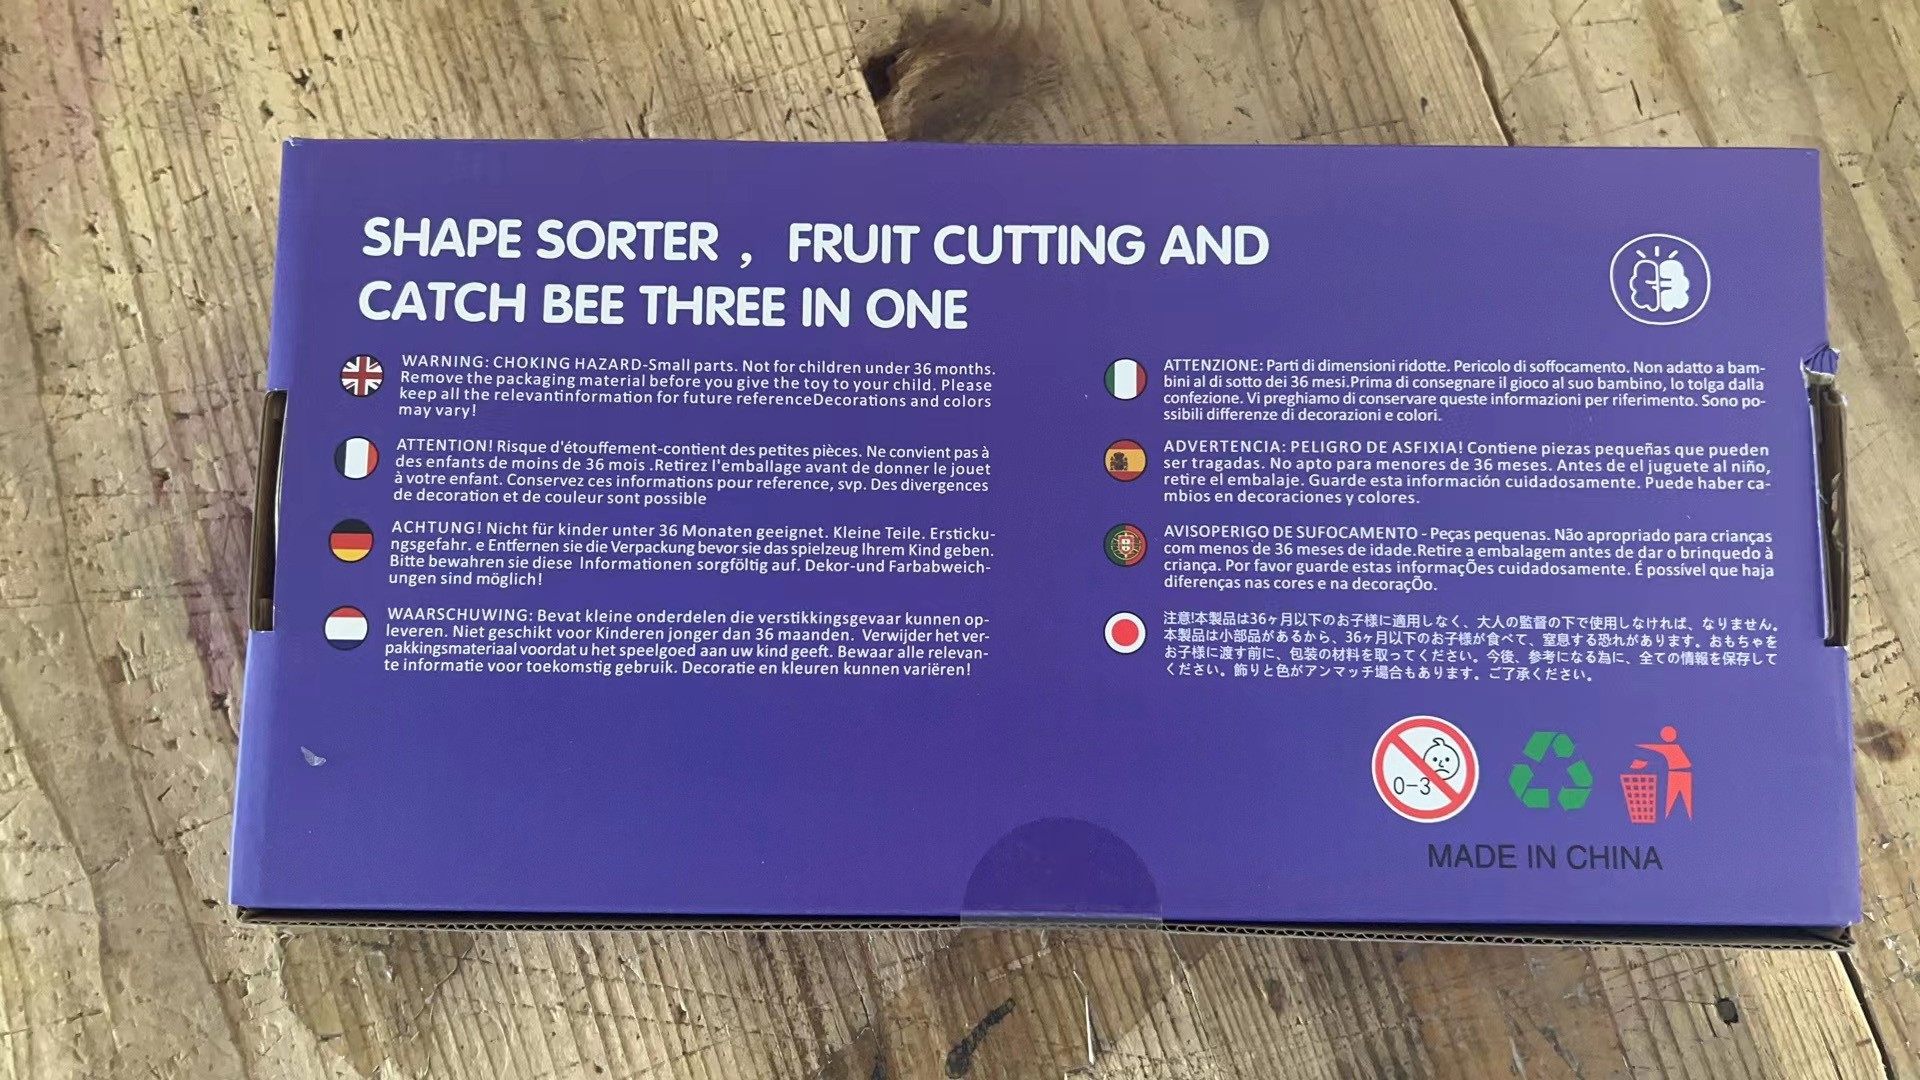 SHAPE SORTER , FRUIT CUTTING AND
CATCH BEE THREE IN ONE
WARNING: CHOKING HAZARD-Small parts. Not for children under 36 months.
Remove the packaging material before you give the toy to your child. Please
keep all the relevantinformation for future referenceDecorations and colors
may vary!
ATTENTION! Risque d'étouffement-contient des petites pièces. Ne convient pas à
des enfants de moins de 36 mois .Retirez l'emballage avant de donner le jouet
à votre enfant. Conservez ces informations pour reference, svp. Des divergences
de decoration et de couleur sont possible
ACHTUNG! Nicht für kinder unter 36 Monaten geeignet. Kleine Teile. Ersticku-
ngsgefahr. e Entfernen sie die Verpackung bevor sie das spielzeug Ihrem Kind geben.
Bitte bewahren sie diese Informationen sorgföltig auf. Dekor-und Farbabweich-
ungen sind möglich!
WAARSCHUWING: Bevat kleine onderdelen die verstikkingsgevaar kunnen op-
leveren. Niet geschikt voor Kinderen jonger dan 36 maanden. Verwijder het ver-
pakkingsmateriaal voordat u het speelgoed aan uw kind geeft. Bewaar alle relevan-
te informatie voor toekomstig gebruik. Decoratie en kleuren kunnen variëren!
ATTENZIONE: Parti di dimensioni ridotte. Pericolo di soffocamento. Non adatto a bam-
bini al di sotto dei 36 mesi.Prima di consegnare il gioco al suo bambino, lo tolga dalla
confezione. Vi preghiamo di conservare queste informazioni per riferimento. Sono po-
ssibili differenze di decorazioni e colori.
ADVERTENCIA: PELIGRO DE ASFIXIA! Contiene piezas pequeñas que pueden
ser tragadas. No apto para menores de 36 meses. Antes de el juguete al niño,
retire el embalaje. Guarde esta información cuidadosamente. Puede haber ca-
mbios en decoraciones y colores.
AVISOPERIGO DE SUFOCAMENTO - Peças pequenas. Não apropriado para crianças
com menos de 36 meses de idade.Retire a embalagem antes de dar o brinquedo à
criança. Por favor guarde estas informaçÕes cuidadosamente. É possível que haja
diferenças nas cores e na decoraçÕo.
注意!本製品は36ヶ月以下のお子様に適用しなく、大人の監督の下で使用しなければ、なりません。
本製品は小部品があるから、36ヶ月以下のお子様が食べて、窒息する恐れがあります。おもちゃを
お子様に渡す前に、包装の材料を取ってください。今後、参考になる為に、全ての情報を保存して
ください。飾りと色がアンマッチ場合もあります。ご了承ください。
0-3
MADE IN CHINA